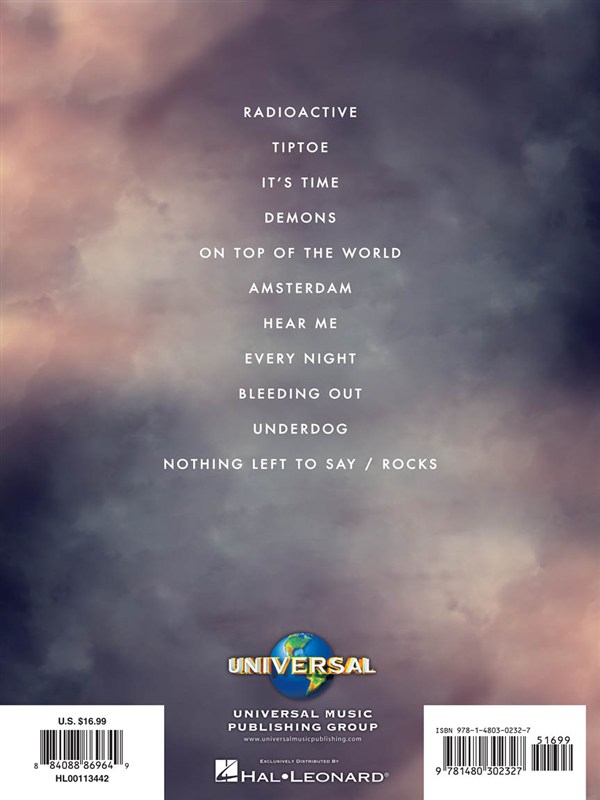 RADIOACTIVE
TIPTOE
IT'S TIME
DEMONS
ON TOP OF THE WORLD
AMSTERDAM
HEAR ME
EVERY NIGHT
BLEEDING OUT
UNDERDOG
NOTHING LEFT TO SAY / ROCKS
UNIVERSAL
UNIVERSAL MUSIC
PUBLISHING GROUP
www.universalmusicpublishing.com
EXCLUSIVELY DISTRIBUTED BY
HAL•LEONARD®
U.S. $16.99
8 84088 86964 9
HL00113442
ISBN 978-1-4803-0232-7
51699
9 781480 302327